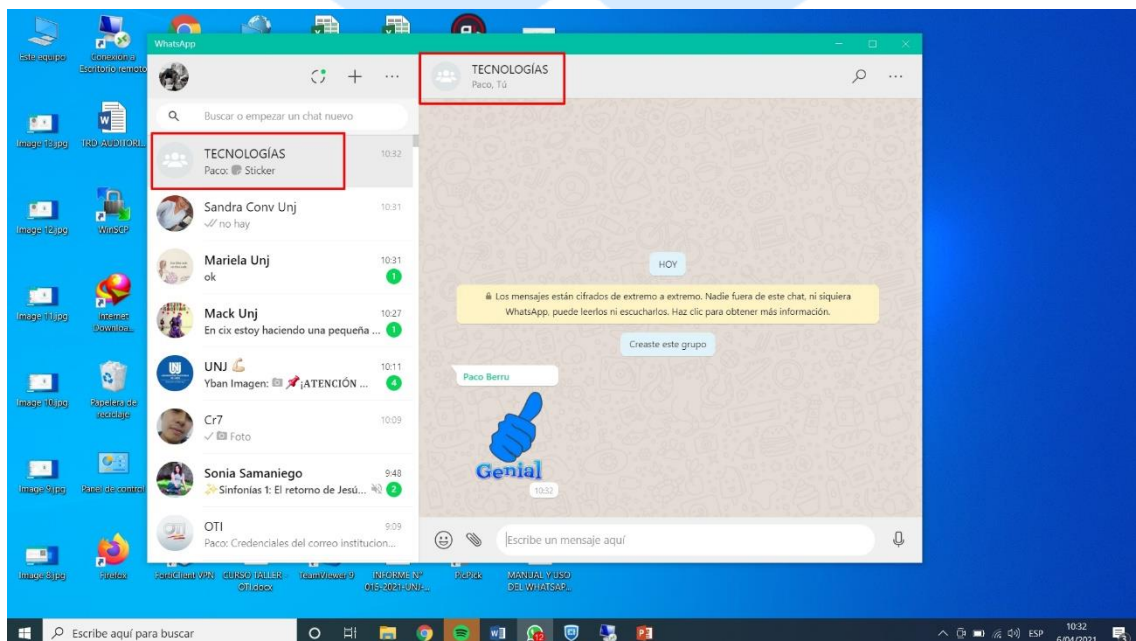 Este equipo
Conexión a
Escritorio remoto
Image 13.jpg
TRD-AUDITORI...
Image 12.jpg
WinSCP
Image 11.jpg
Internet
Downloa...
Image 10.jpg
Papelera de
reciclaje
Image 9.jpg
Panel de control
Image 8.jpg
Firefox
FortiClient VPN
CURSO TALLER -
OTI.docx
TeamViewer 9
INFORME N°
015-2021-UNJ-...
PicPick
MANUAL Y USO
DEL WHATSAP...
WhatsApp
Buscar o empezar un chat nuevo
TECNOLOGÍAS
10:32
Paco: Sticker
Sandra Conv Unj
10:31
no hay
Mariela Unj
10:31
ok
1
Mack Unj
10:27
En cix estoy haciendo una pequeña ...
1
UNJ
10:11
Yban Imagen: ¡ATENCIÓN ...
4
Cr7
10:09
Foto
Sonia Samaniego
9:48
Sinfonías 1: El retorno de Jesú...
2
OTI
9:09
Paco: Credenciales del correo institucion...
TECNOLOGÍAS
Paco, Tú
HOY
Los mensajes están cifrados de extremo a extremo. Nadie fuera de este chat, ni siquiera
WhatsApp, puede leerlos ni escucharlos. Haz clic para obtener más información.
Creaste este grupo
Paco Berru
Genial
10:32
Escribe un mensaje aquí
Escribe aquí para buscar
12
ESP
10:32
6/04/2021